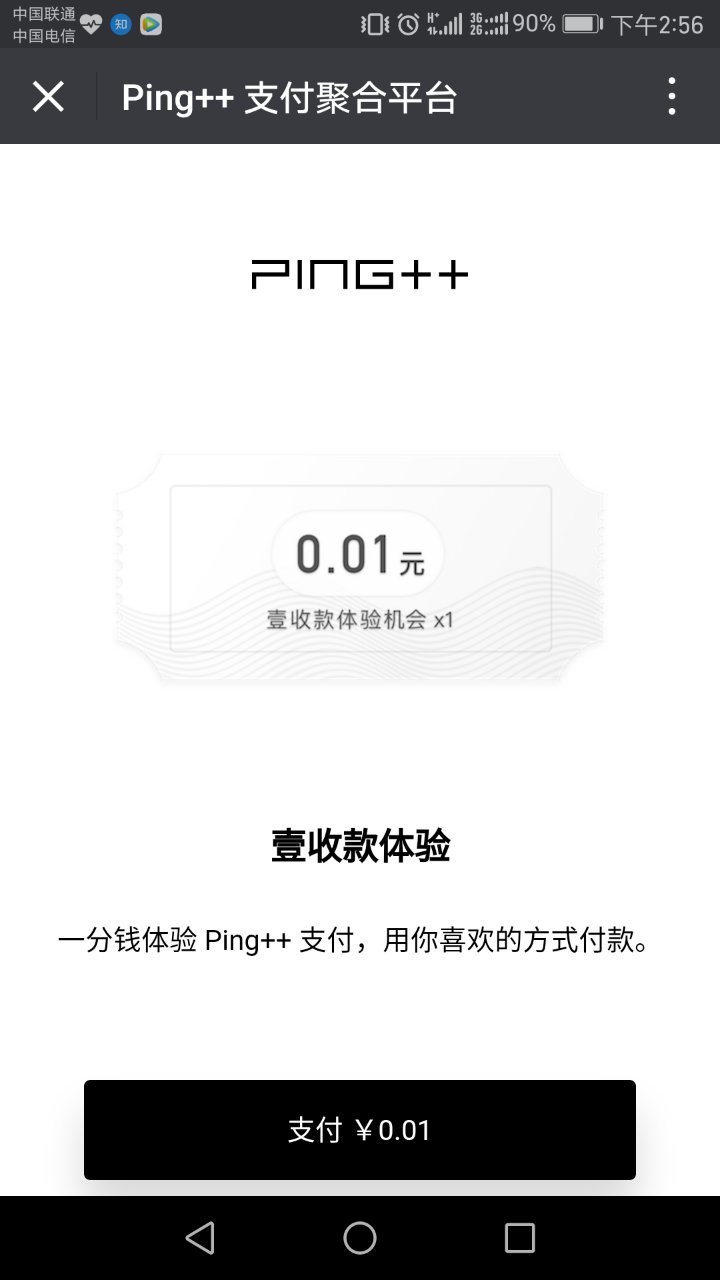 中国联通
中国电信
知
H+
3G
2G
90%
下午2:56
Ping++ 支付聚合平台
PING++
0.01元
壹收款体验机会 x1
壹收款体验
一分钱体验 Ping++ 支付，用你喜欢的方式付款。
支付 ￥0.01